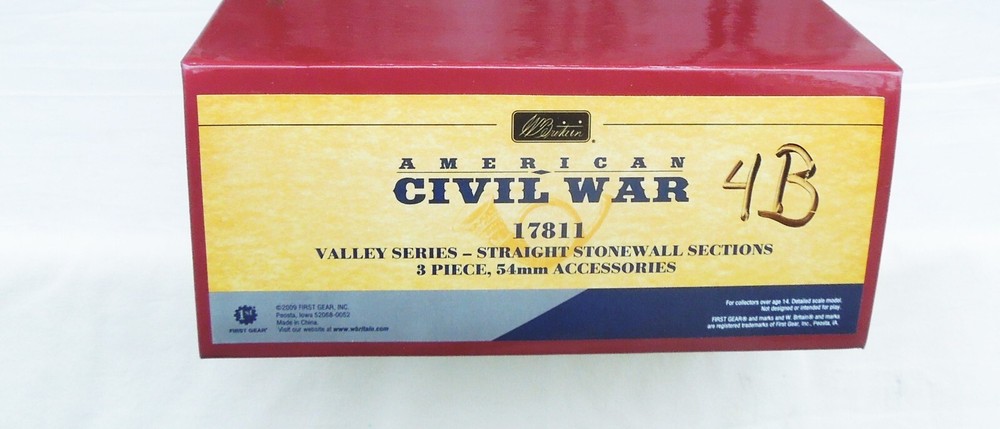 W. Britain
AMERICAN
CIVIL WAR
4B
17811
VALLEY SERIES – STRAIGHT STONEWALL SECTIONS
3 PIECE, 54mm ACCESSORIES
1st
FIRST GEAR®
©2009 FIRST GEAR, INC.
Peosta, Iowa 52068-0052
Made in China.
Visit our website at www.wbritain.com
For collectors over age 14. Detailed scale model.
Not designed or intended for play.
FIRST GEAR® and marks and W. Britain® and marks
are registered trademarks of First Gear, Inc., Peosta, IA.